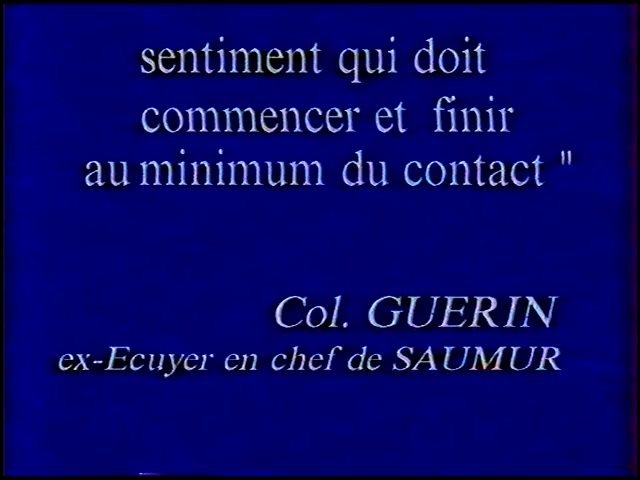 sentiment qui doit
commencer et finir
au minimum du contact "
Col. GUERIN
ex-Ecuyer en chef de SAUMUR